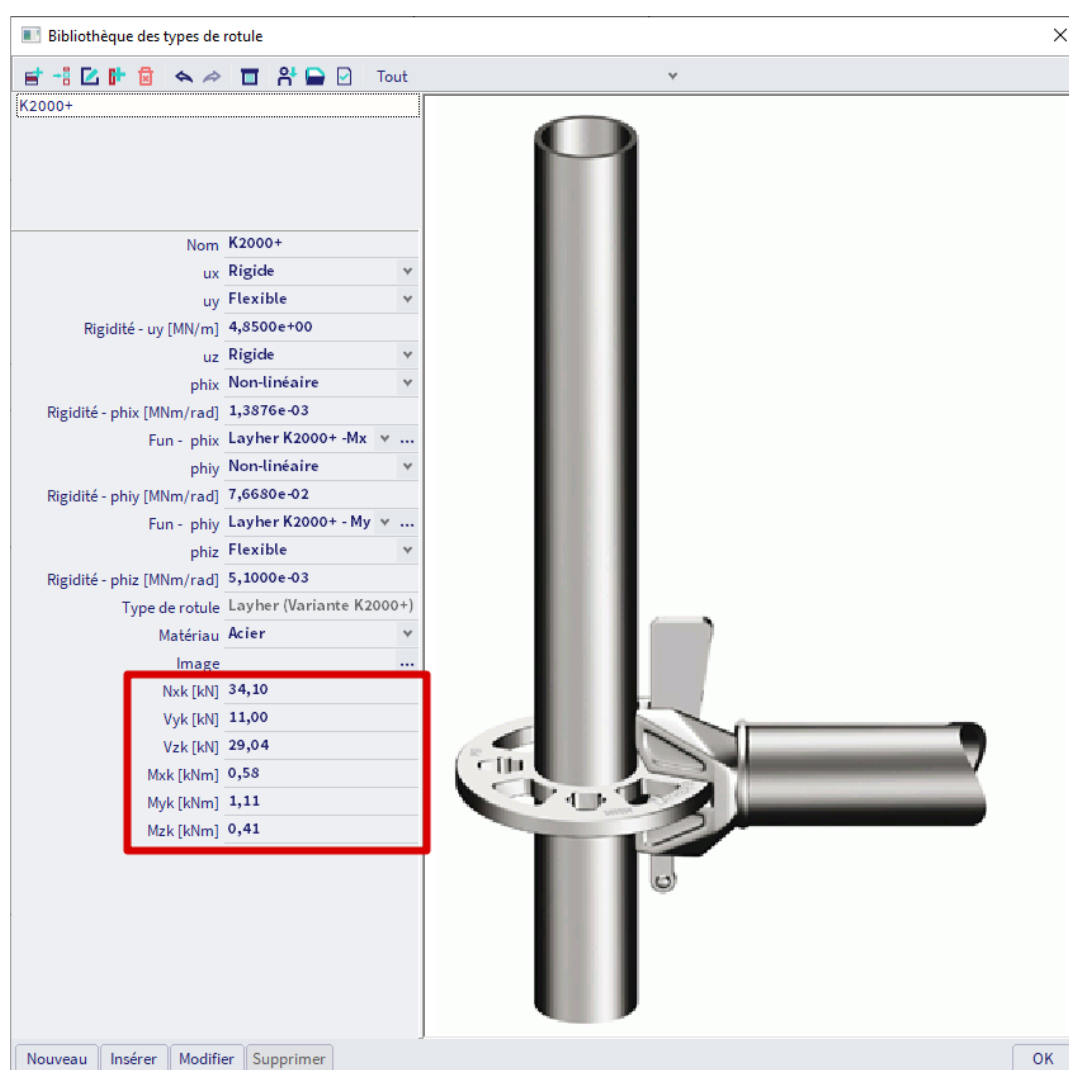 Bibliothèque des types de rotule
Tout
K2000+
Nom K2000+
ux Rigide
uy Flexible
Rigidité - uy [MN/m] 4,8500e+00
uz Rigide
phix Non-linéaire
Rigidité - phix [MNm/rad] 1,3876e-03
Fun - phix Layher K2000+ -Mx ...
phiy Non-linéaire
Rigidité - phiy [MNm/rad] 7,6680e-02
Fun - phiy Layher K2000+ - My ...
phiz Flexible
Rigidité - phiz [MNm/rad] 5,1000e-03
Type de rotule Layher (Variante K2000+)
Matériau Acier
Image ...
Nxk [kN] 34,10
Vyk [kN] 11,00
Vzk [kN] 29,04
Mxk [kNm] 0,58
Myk [kNm] 1,11
Mzk [kNm] 0,41
Nouveau Insérer Modifier Supprimer OK